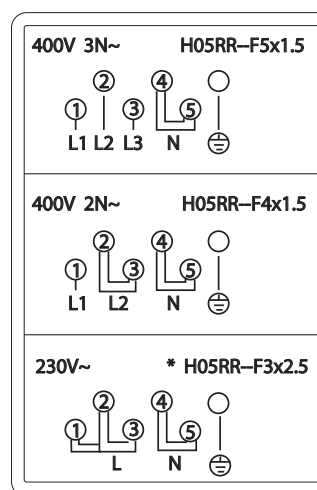 400V 3N~ H05RR--F5x1.5
2 4
1 3 5
L1 L2 L3 N
400V 2N~ H05RR--F4x1.5
2 4
1 3 5
L1 L2 N
230V~ * H05RR--F3x2.5
2 4
1 3 5
L N